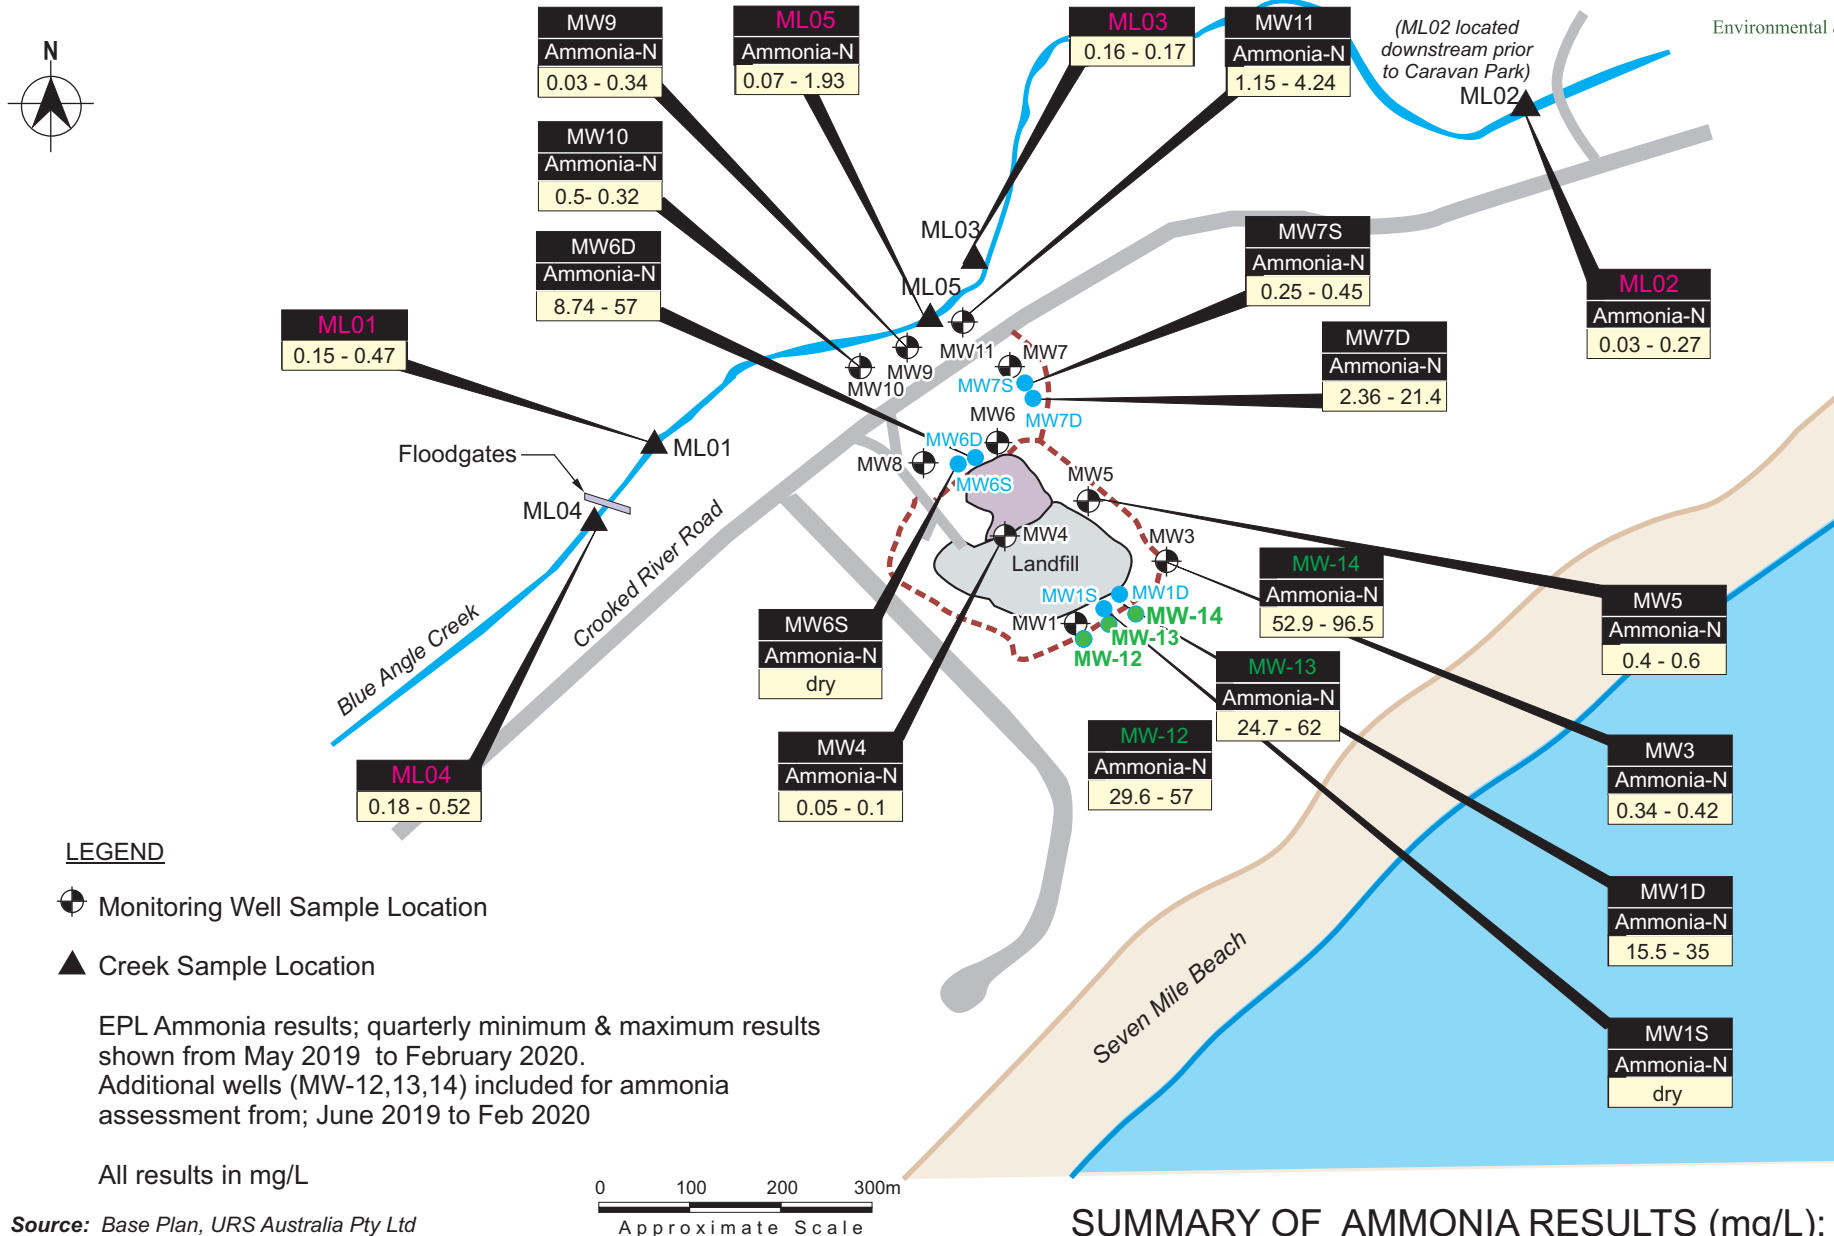 N
MW9
Ammonia-N
0.03 - 0.34
ML05
Ammonia-N
0.07 - 1.93
ML03
0.16 - 0.17
MW11
Ammonia-N
1.15 - 4.24
(ML02 located
downstream prior
to Caravan Park)
ML02
Environmental
MW10
Ammonia-N
0.5- 0.32
MW6D
Ammonia-N
8.74 - 57
ML01
0.15 - 0.47
ML03
ML05
MW7S
Ammonia-N
0.25 - 0.45
ML02
Ammonia-N
0.03 - 0.27
MW7D
Ammonia-N
2.36 - 21.4
MW11
MW7
MW9
MW10
MW7S
MW7D
MW6
MW6D
MW8
MW6S
MW5
ML01
Floodgates
ML04
MW4
MW3
Landfill
MW1S
MW1D
MW1
MW-14
MW-13
MW-12
Crooked River Road
Blue Angle Creek
MW-14
Ammonia-N
52.9 - 96.5
MW5
Ammonia-N
0.4 - 0.6
MW6S
Ammonia-N
dry
MW-13
Ammonia-N
24.7 - 62
MW-12
Ammonia-N
29.6 - 57
MW4
Ammonia-N
0.05 - 0.1
MW3
Ammonia-N
0.34 - 0.42
ML04
0.18 - 0.52
MW1D
Ammonia-N
15.5 - 35
MW1S
Ammonia-N
dry
Seven Mile Beach
LEGEND
Monitoring Well Sample Location
Creek Sample Location
EPL Ammonia results; quarterly minimum & maximum results
shown from May 2019 to February 2020.
Additional wells (MW-12,13,14) included for ammonia
assessment from; June 2019 to Feb 2020
All results in mg/L
0 100 200 300m
Approximate Scale
Source: Base Plan, URS Australia Pty Ltd
SUMMARY OF AMMONIA RESULTS (mg/L):